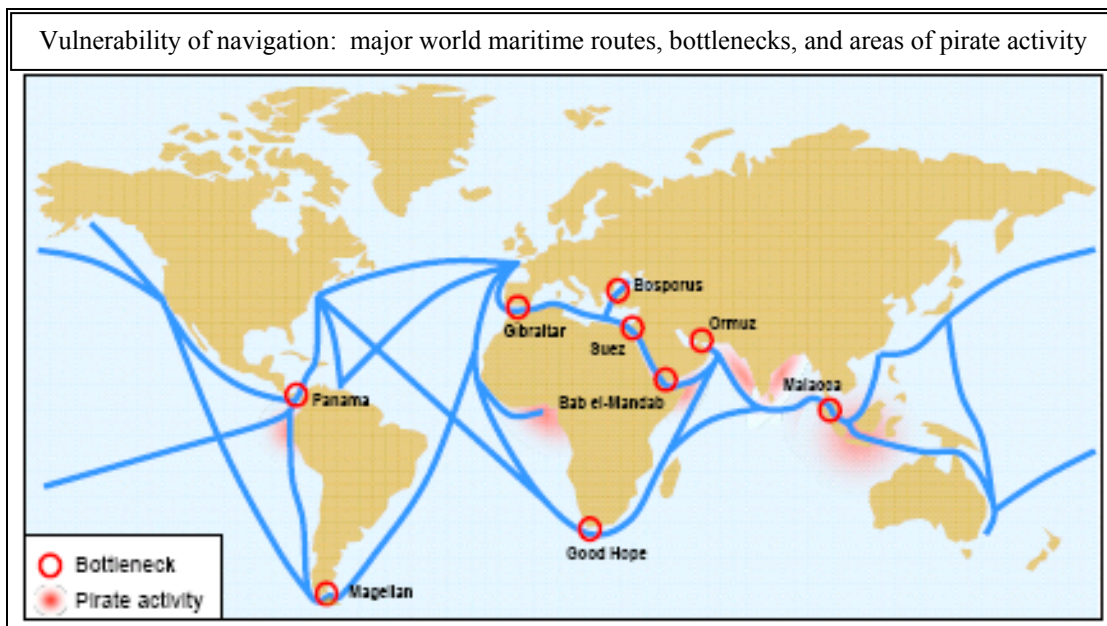 Vulnerability of navigation: major world maritime routes, bottlenecks, and areas of pirate activity
Bosporus
Gibraltar
Ormuz
Suez
Malacca
Panama
Bab el-Mandab
Good Hope
Bottleneck
Magellan
Pirate activity